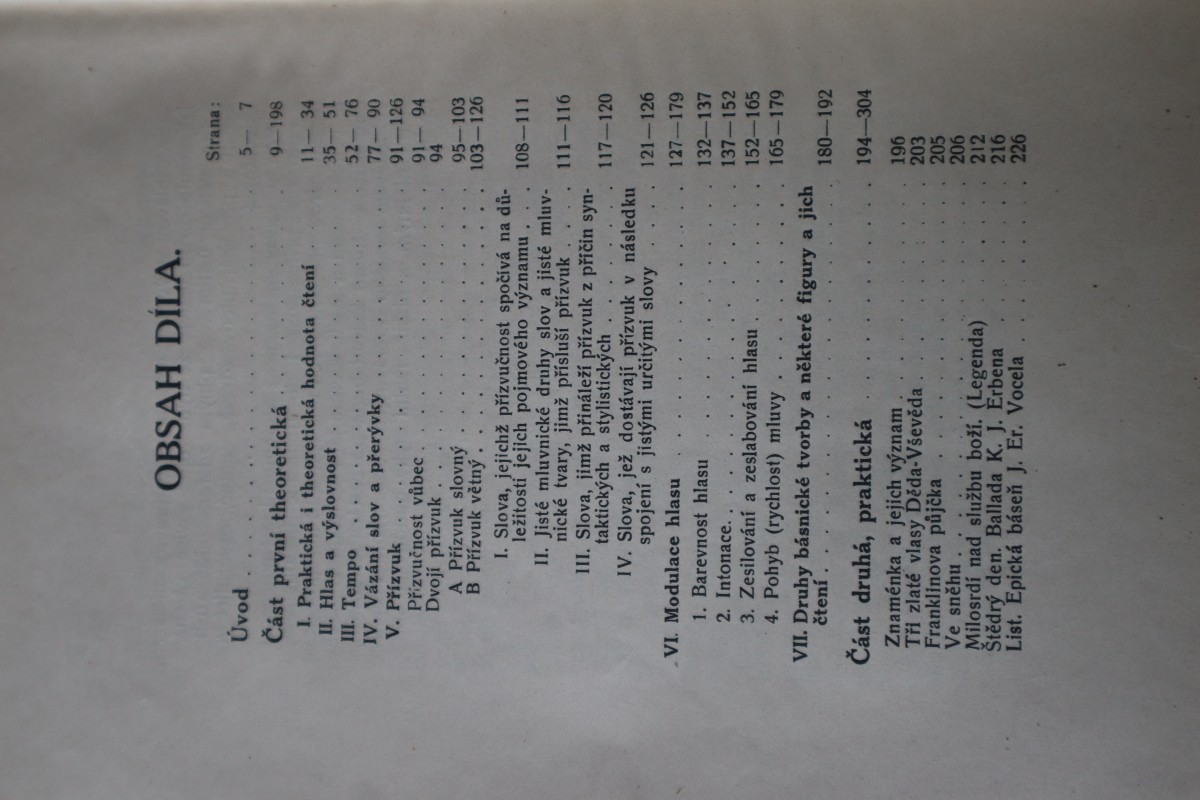 OBSAH DÍLA.
Strana:
Úvod . . . . . . . . . . . . . . . . . 5— 7
Část první theoretická . . . . . . . . . . 9—198
I. Praktická i theoretická hodnota čtení . . . . 11— 34
II. Hlas a výslovnost . . . . . . . . . . . . 35— 51
III. Tempo . . . . . . . . . . . . . . . 52— 76
IV. Vázání slov a přerývky . . . . . . . . . . 77— 90
V. Přízvuk . . . . . . . . . . . . . . . 91—126
Přízvučnost vůbec . . . . . . . . . . . . 91— 94
Dvojí přízvuk . . . . . . . . . . . . . 94
A Přízvuk slovný . . . . . . . . . . . . 95—103
B Přízvuk větný . . . . . . . . . . . . . 103—126
I. Slova, jejichž přízvučnost spočívá na dů-
ležitosti jejich pojmového významu . . . 108—111
II. Jisté mluvnické druhy slov a jisté mluv-
nické tvary, jimž přísluší přízvuk . . . . 111—116
III. Slova, jimž přináleží přízvuk z příčin syn-
taktických a stylistických . . . . . . . 117—120
IV. Slova, jež dostávají přízvuk v následku
spojení s jistými určitými slovy . . . . 121—126
VI. Modulace hlasu . . . . . . . . . . . . 127—179
1. Barevnost hlasu . . . . . . . . . . . 132—137
2. Intonace. . . . . . . . . . . . . . 137—152
3. Zesilování a zeslabování hlasu . . . . . . 152—165
4. Pohyb (rychlost) mluvy . . . . . . . . 165—179
VII. Druhy básnické tvorby a některé figury a jich
čtení . . . . . . . . . . . . . . . . 180—192
Část druhá, praktická . . . . . . . . . . 194—304
Znaménka a jejich význam . . . . . . . . . 196
Tři zlaté vlasy Děda-Vševěda . . . . . . . . 203
Franklinova půjčka . . . . . . . . . . . . 205
Ve sněhu . . . . . . . . . . . . . . . 206
Milosrdí nad službu boží, (Legenda) . . . . . . 212
Štědrý den. Ballada K. J. Erbena . . . . . . . 216
List. Epická báseň J. Er. Vocela . . . . . . . 226